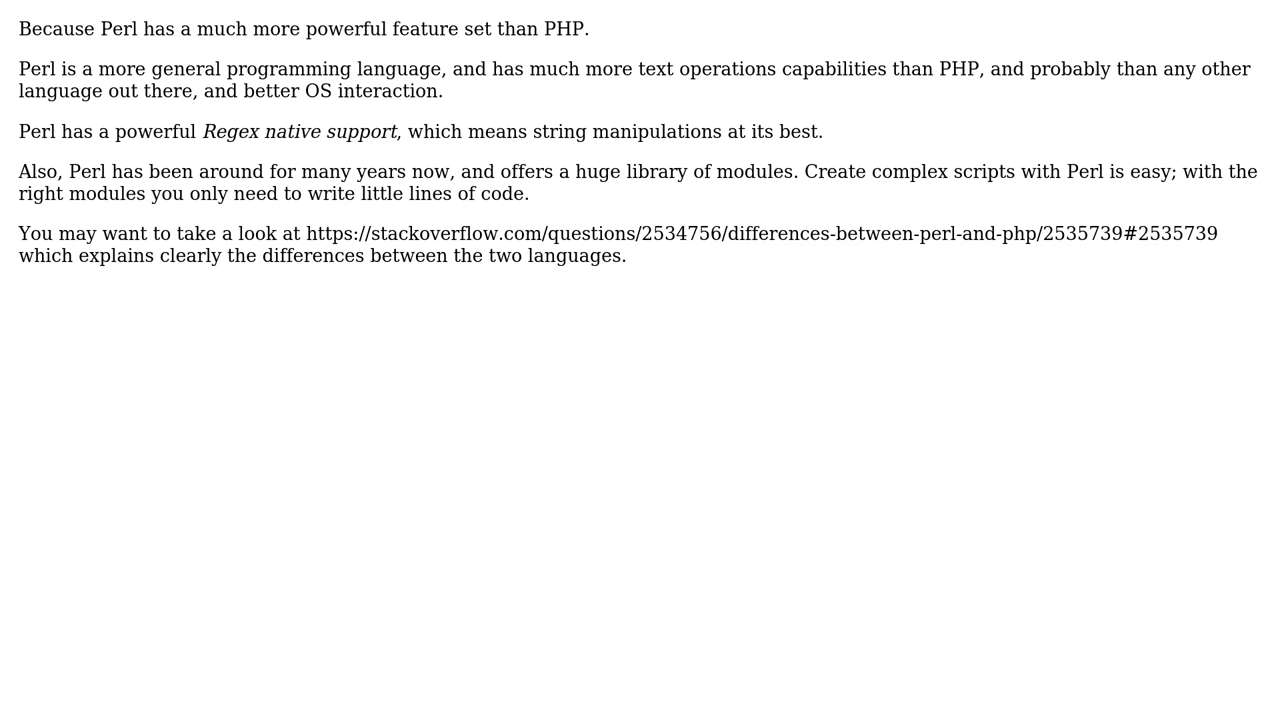 Because Perl has a much more powerful feature set than PHP.
Perl is a more general programming language, and has much more text operations capabilities than PHP, and probably than any other
language out there, and better OS interaction.
Perl has a powerful Regex native support, which means string manipulations at its best.
Also, Perl has been around for many years now, and offers a huge library of modules. Create complex scripts with Perl is easy; with the
right modules you only need to write little lines of code.
You may want to take a look at https://stackoverflow.com/questions/2534756/differences-between-perl-and-php/2535739#2535739
which explains clearly the differences between the two languages.